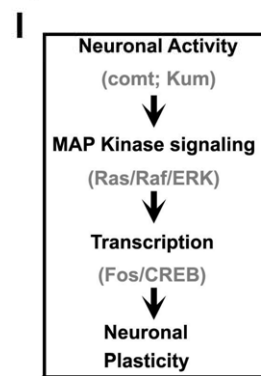 I
Neuronal Activity
(comt; Kum)
MAP Kinase signaling
(Ras/Raf/ERK)
Transcription
(Fos/CREB)
Neuronal
Plasticity